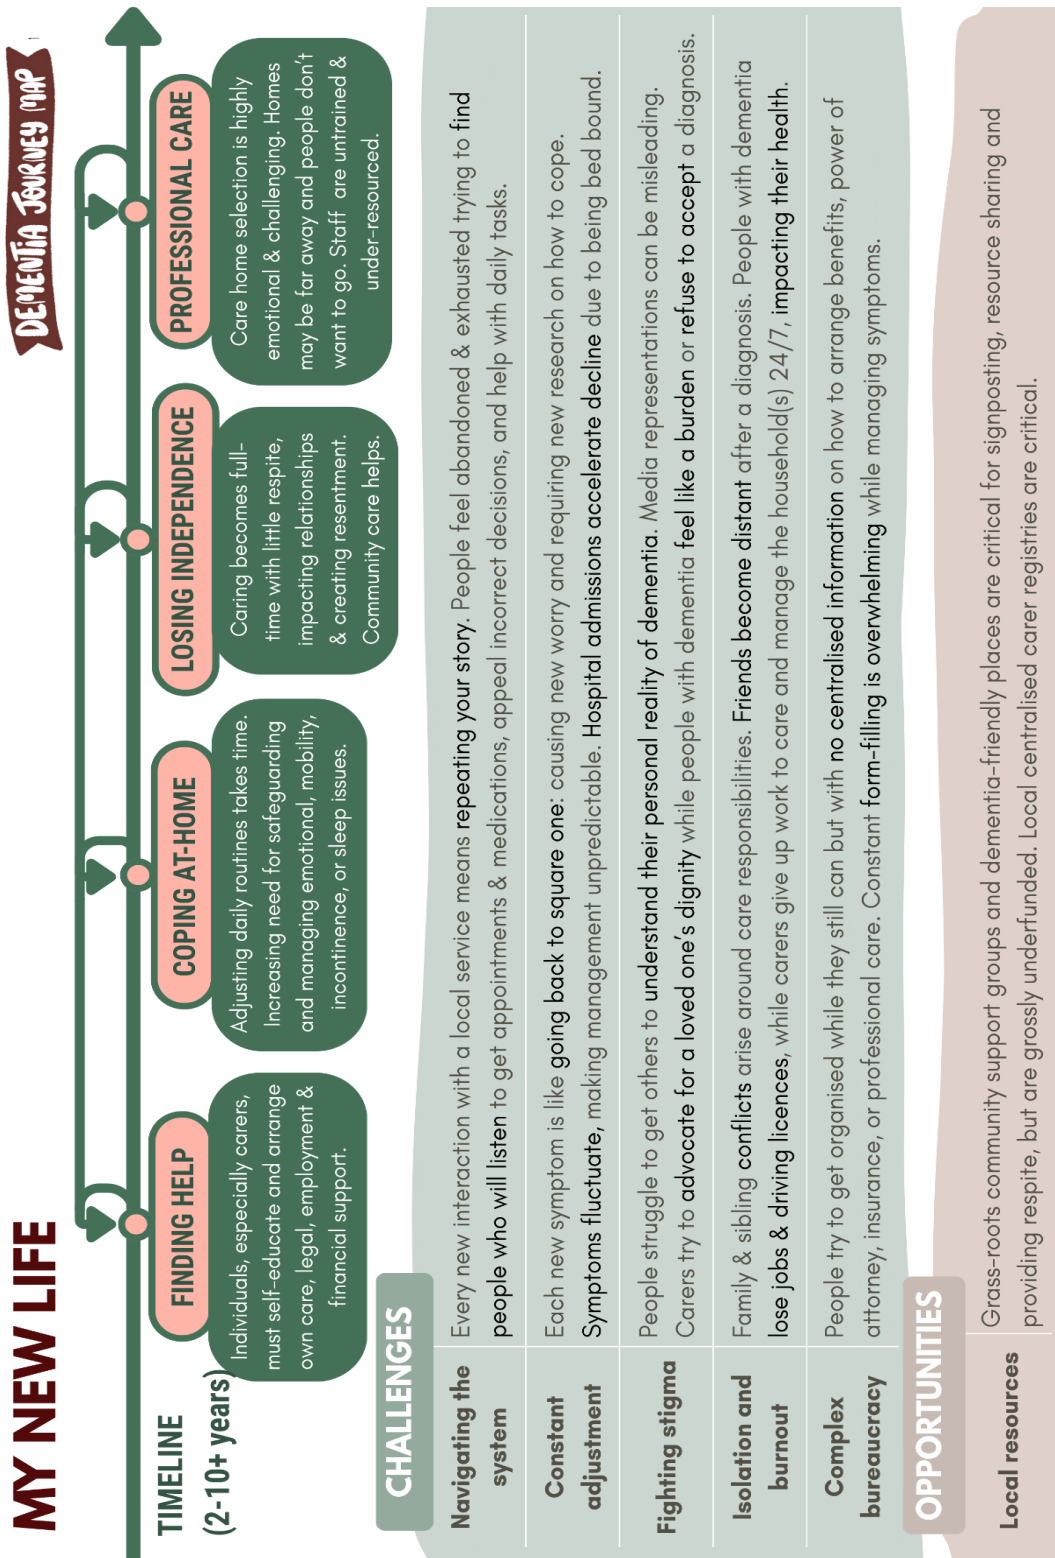 MY NEW LIFE
DEMENTIA JOURNEY MAP
TIMELINE
(2-10+ years)
FINDING HELP
Individuals, especially carers,
must self-educate and arrange
own care, legal, employment &
financial support.
COPING AT-HOME
Adjusting daily routines takes time.
Increasing need for safeguarding
and managing emotional, mobility,
incontinence, or sleep issues.
LOSING INDEPENDENCE
Caring becomes full-
time with little respite,
impacting relationships
& creating resentment.
Community care helps.
PROFESSIONAL CARE
Care home selection is highly
emotional & challenging. Homes
may be far away and people don't
want to go. Staff are untrained &
under-resourced.
CHALLENGES
Navigating the
system
Every new interaction with a local service means repeating your story. People feel abandoned & exhausted trying to find
people who will listen to get appointments & medications, appeal incorrect decisions, and help with daily tasks.
Constant
adjustment
Each new symptom is like going back to square one: causing new worry and requiring new research on how to cope.
Symptoms fluctuate, making management unpredictable. Hospital admissions accelerate decline due to being bed bound.
Fighting stigma
People struggle to get others to understand their personal reality of dementia. Media representations can be misleading.
Carers try to advocate for a loved one's dignity while people with dementia feel like a burden or refuse to accept a diagnosis.
Isolation and
burnout
Family & sibling conflicts arise around care responsibilities. Friends become distant after a diagnosis. People with dementia
lose jobs & driving licences, while carers give up work to care and manage the household(s) 24/7, impacting their health.
Complex
bureaucracy
People try to get organised while they still can but with no centralised information on how to arrange benefits, power of
attorney, insurance, or professional care. Constant form-filling is overwhelming while managing symptoms.
OPPORTUNITIES
Local resources
Grass-roots community support groups and dementia-friendly places are critical for signposting, resource sharing and
providing respite, but are grossly underfunded. Local centralised carer registries are critical.